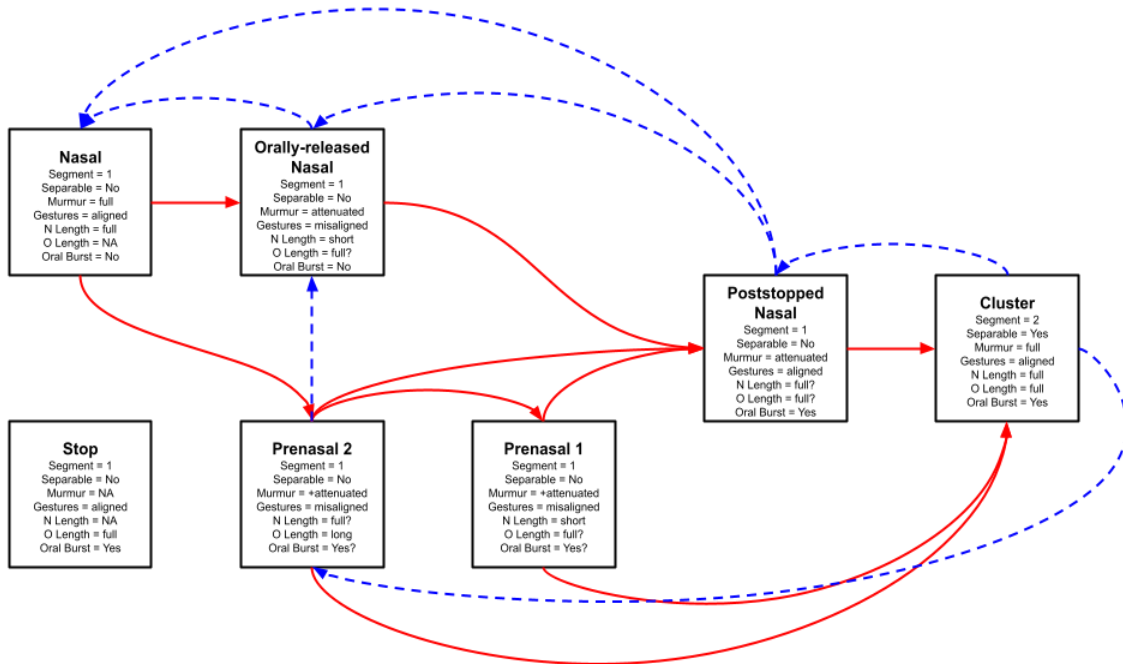 Nasal
Segment = 1
Separable = No
Murmur = full
Gestures = aligned
N Length = full
O Length = NA
Oral Burst = No
Orally-released
Nasal
Segment = 1
Separable = No
Murmur = attenuated
Gestures = misaligned
N Length = short
O Length = full?
Oral Burst = No
Poststopped
Nasal
Segment = 1
Separable = No
Murmur = attenuated
Gestures = aligned
N Length = full?
O Length = full?
Oral Burst = Yes
Cluster
Segment = 2
Separable = Yes
Murmur = full
Gestures = aligned
N Length = full
O Length = full
Oral Burst = Yes
Stop
Segment = 1
Separable = No
Murmur = NA
Gestures = aligned
N Length = NA
O Length = full
Oral Burst = Yes
Prenasal 2
Segment = 1
Separable = No
Murmur = +attenuated
Gestures = misaligned
N Length = full?
O Length = long
Oral Burst = Yes?
Prenasal 1
Segment = 1
Separable = No
Murmur = +attenuated
Gestures = misaligned
N Length = short
O Length = full?
Oral Burst = Yes?